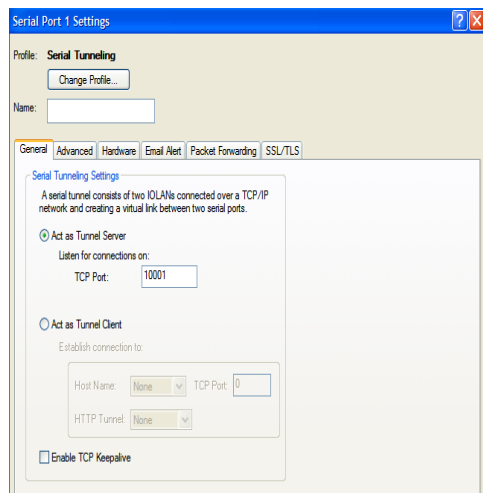 Serial Port 1 Settings
Profile: Serial Tunneling
Change Profile...
Name:
General Advanced Hardware Email Alert Packet Forwarding SSL/TLS
Serial Tunneling Settings
A serial tunnel consists of two IOLANs connected over a TCP/IP
network and creating a virtual link between two serial ports.
Act as Tunnel Server
Listen for connections on:
TCP Port: 10001
Act as Tunnel Client
Establish connection to:
Host Name: None TCP Port: 0
HTTP Tunnel: None
Enable TCP Keepalive